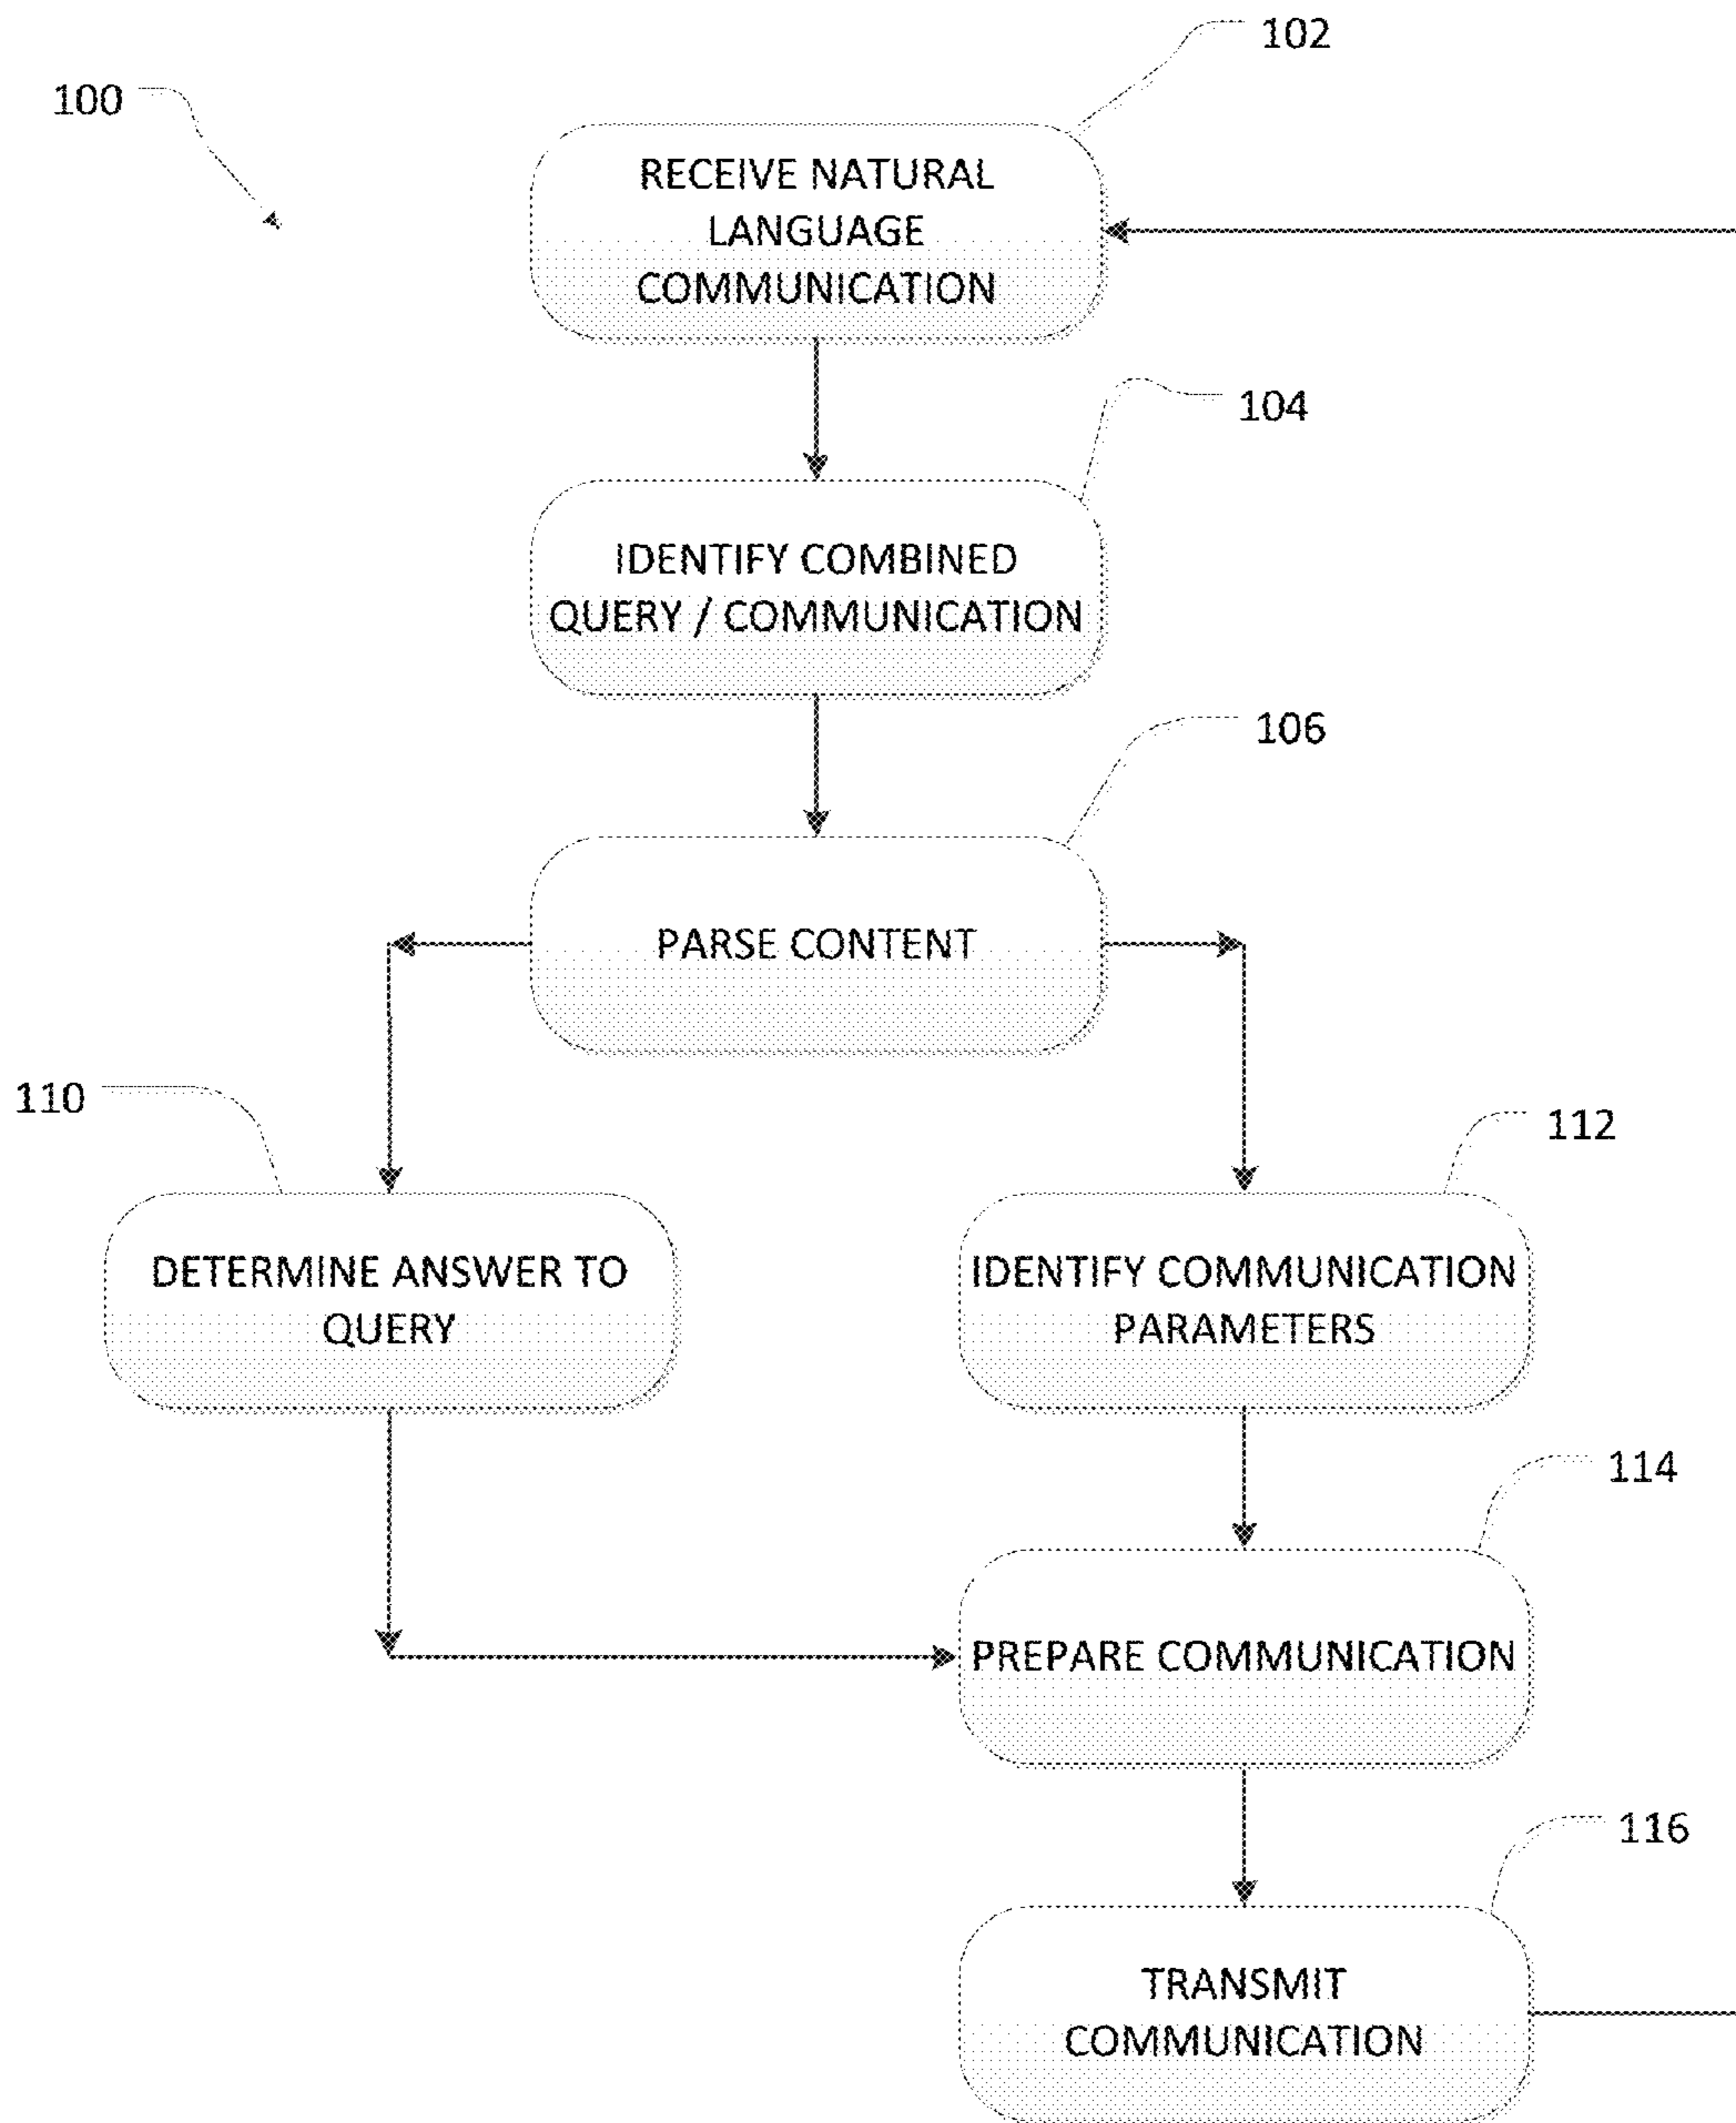 102
100
RECEIVE NATURAL
LANGUAGE
COMMUNICATION
104
IDENTIFY COMBINED
QUERY / COMMUNICATION
106
PARSE CONTENT
110
112
DETERMINE ANSWER TO
QUERY
IDENTIFY COMMUNICATION
PARAMETERS
114
PREPARE COMMUNICATION
116
TRANSMIT
COMMUNICATION